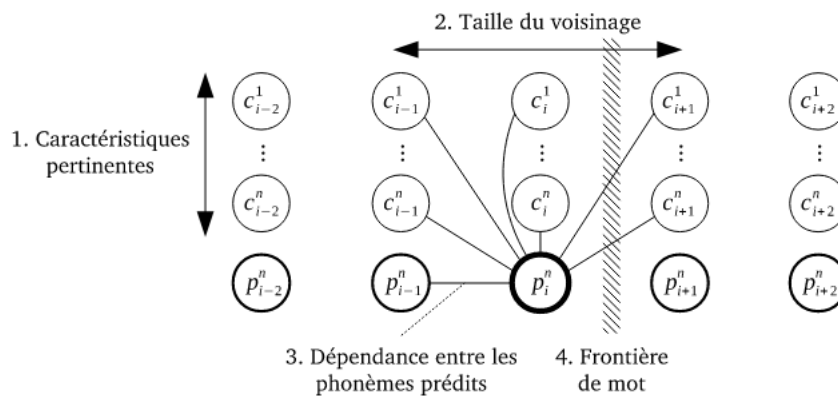 2. Taille du voisinage
c¹ᵢ₋₂ c¹ᵢ₋₁ c¹ᵢ c¹ᵢ₊₁ c¹ᵢ₊₂
1. Caractéristiques
pertinentes
⋮ ⋮ ⋮ ⋮ ⋮
cⁿᵢ₋₂ cⁿᵢ₋₁ cⁿᵢ cⁿᵢ₊₁ cⁿᵢ₊₂
pⁿᵢ₋₂ pⁿᵢ₋₁ pⁿᵢ pⁿᵢ₊₁ pⁿᵢ₊₂
3. Dépendance entre les
phonèmes prédits
4. Frontière
de mot